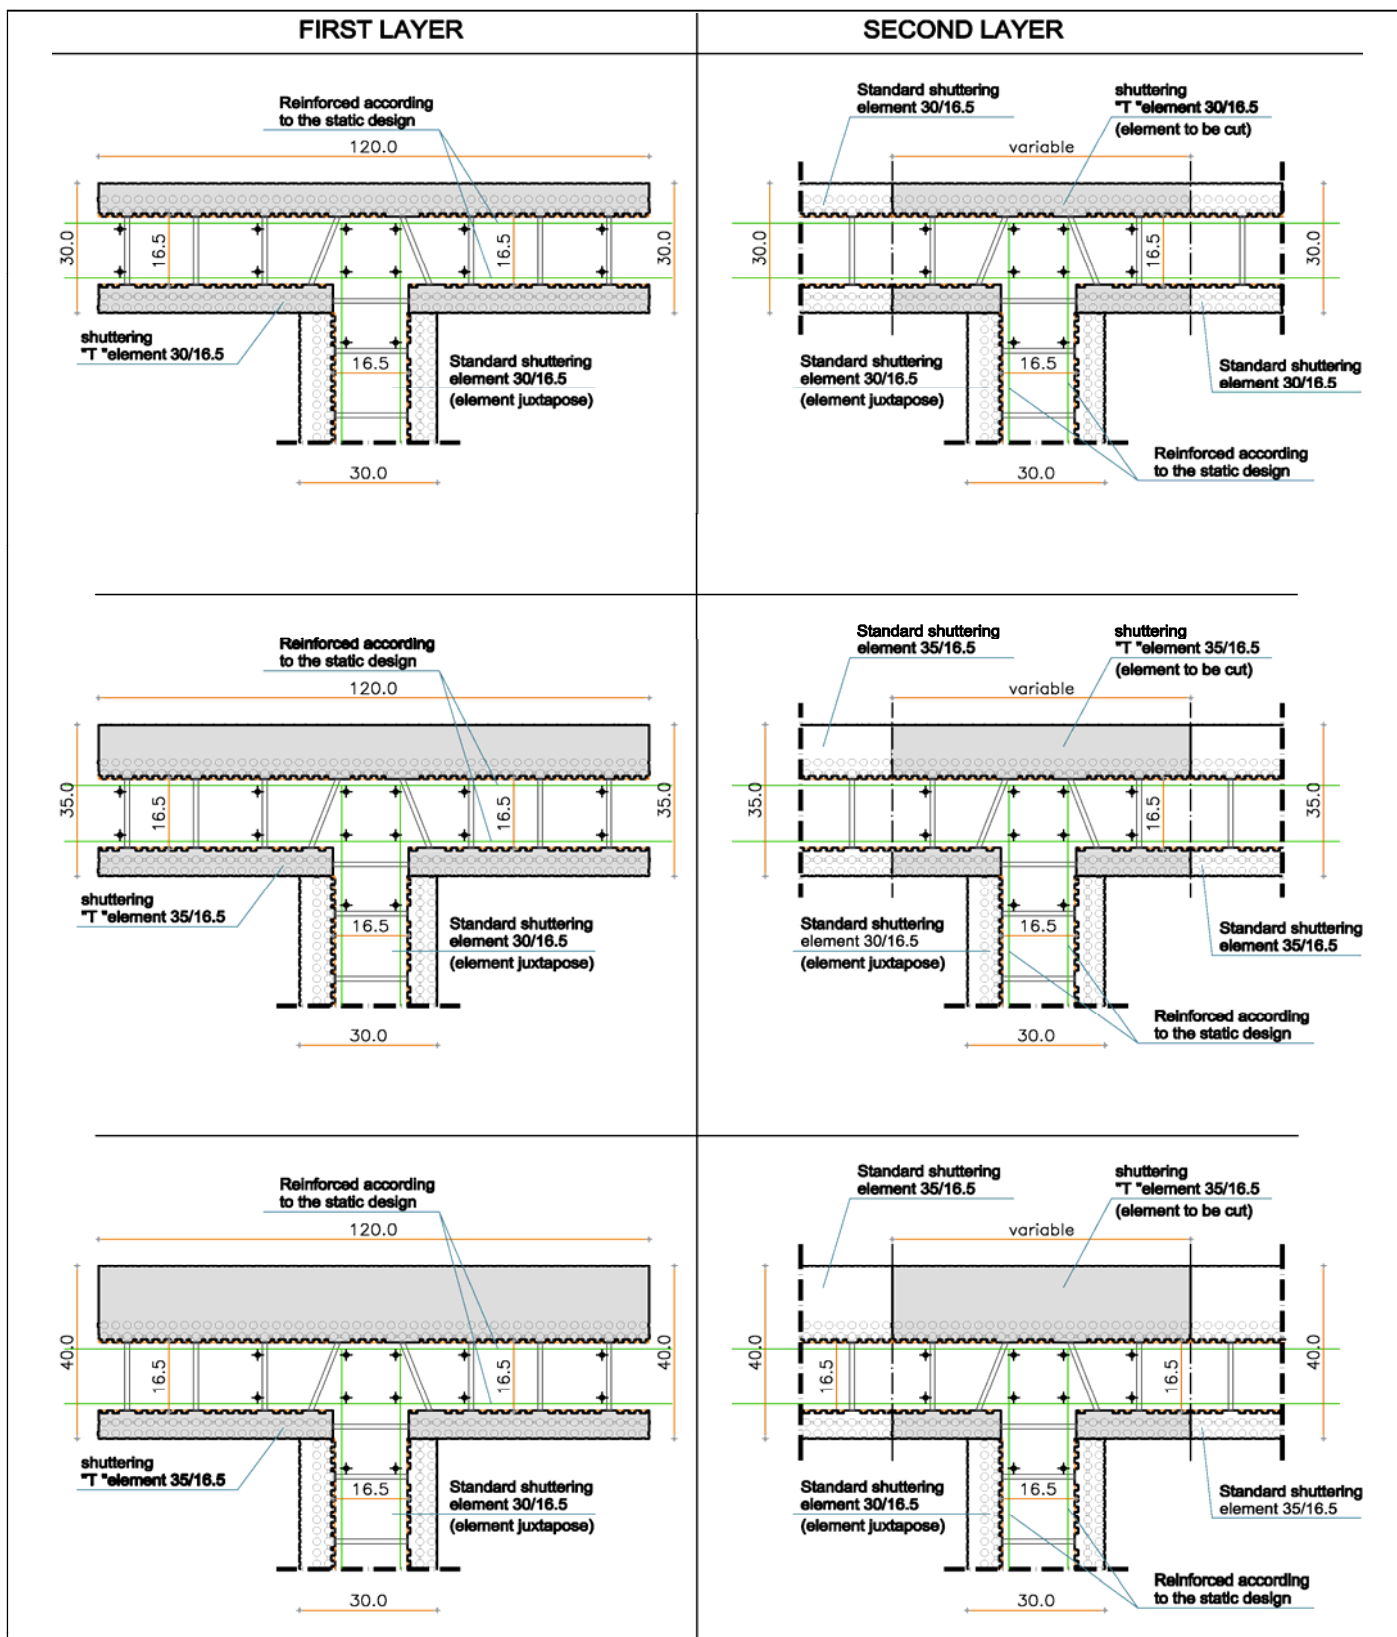 FIRST LAYER
SECOND LAYER
Reinforced according
to the static design
120.0
30.0
16.5
16.5
30.0
shuttering
"T "element 30/16.5
16.5
Standard shuttering
element 30/16.5
(element juxtapose)
30.0
Standard shuttering
element 30/16.5
shuttering
"T "element 30/16.5
(element to be cut)
variable
30.0
16.5
30.0
Standard shuttering
element 30/16.5
(element juxtapose)
16.5
Standard shuttering
element 30/16.5
Reinforced according
to the static design
30.0
Reinforced according
to the static design
120.0
35.0
16.5
16.5
35.0
shuttering
"T "element 35/16.5
16.5
Standard shuttering
element 30/16.5
(element juxtapose)
30.0
Standard shuttering
element 35/16.5
shuttering
"T "element 35/16.5
(element to be cut)
variable
35.0
16.5
35.0
Standard shuttering
element 30/16.5
(element juxtapose)
16.5
Standard shuttering
element 35/16.5
Reinforced according
to the static design
30.0
Reinforced according
to the static design
120.0
40.0
16.5
16.5
40.0
shuttering
"T "element 35/16.5
16.5
Standard shuttering
element 30/16.5
(element juxtapose)
30.0
Standard shuttering
element 35/16.5
shuttering
"T "element 35/16.5
(element to be cut)
variable
40.0
16.5
16.5
40.0
Standard shuttering
element 30/16.5
(element juxtapose)
16.5
Standard shuttering
element 35/16.5
Reinforced according
to the static design
30.0